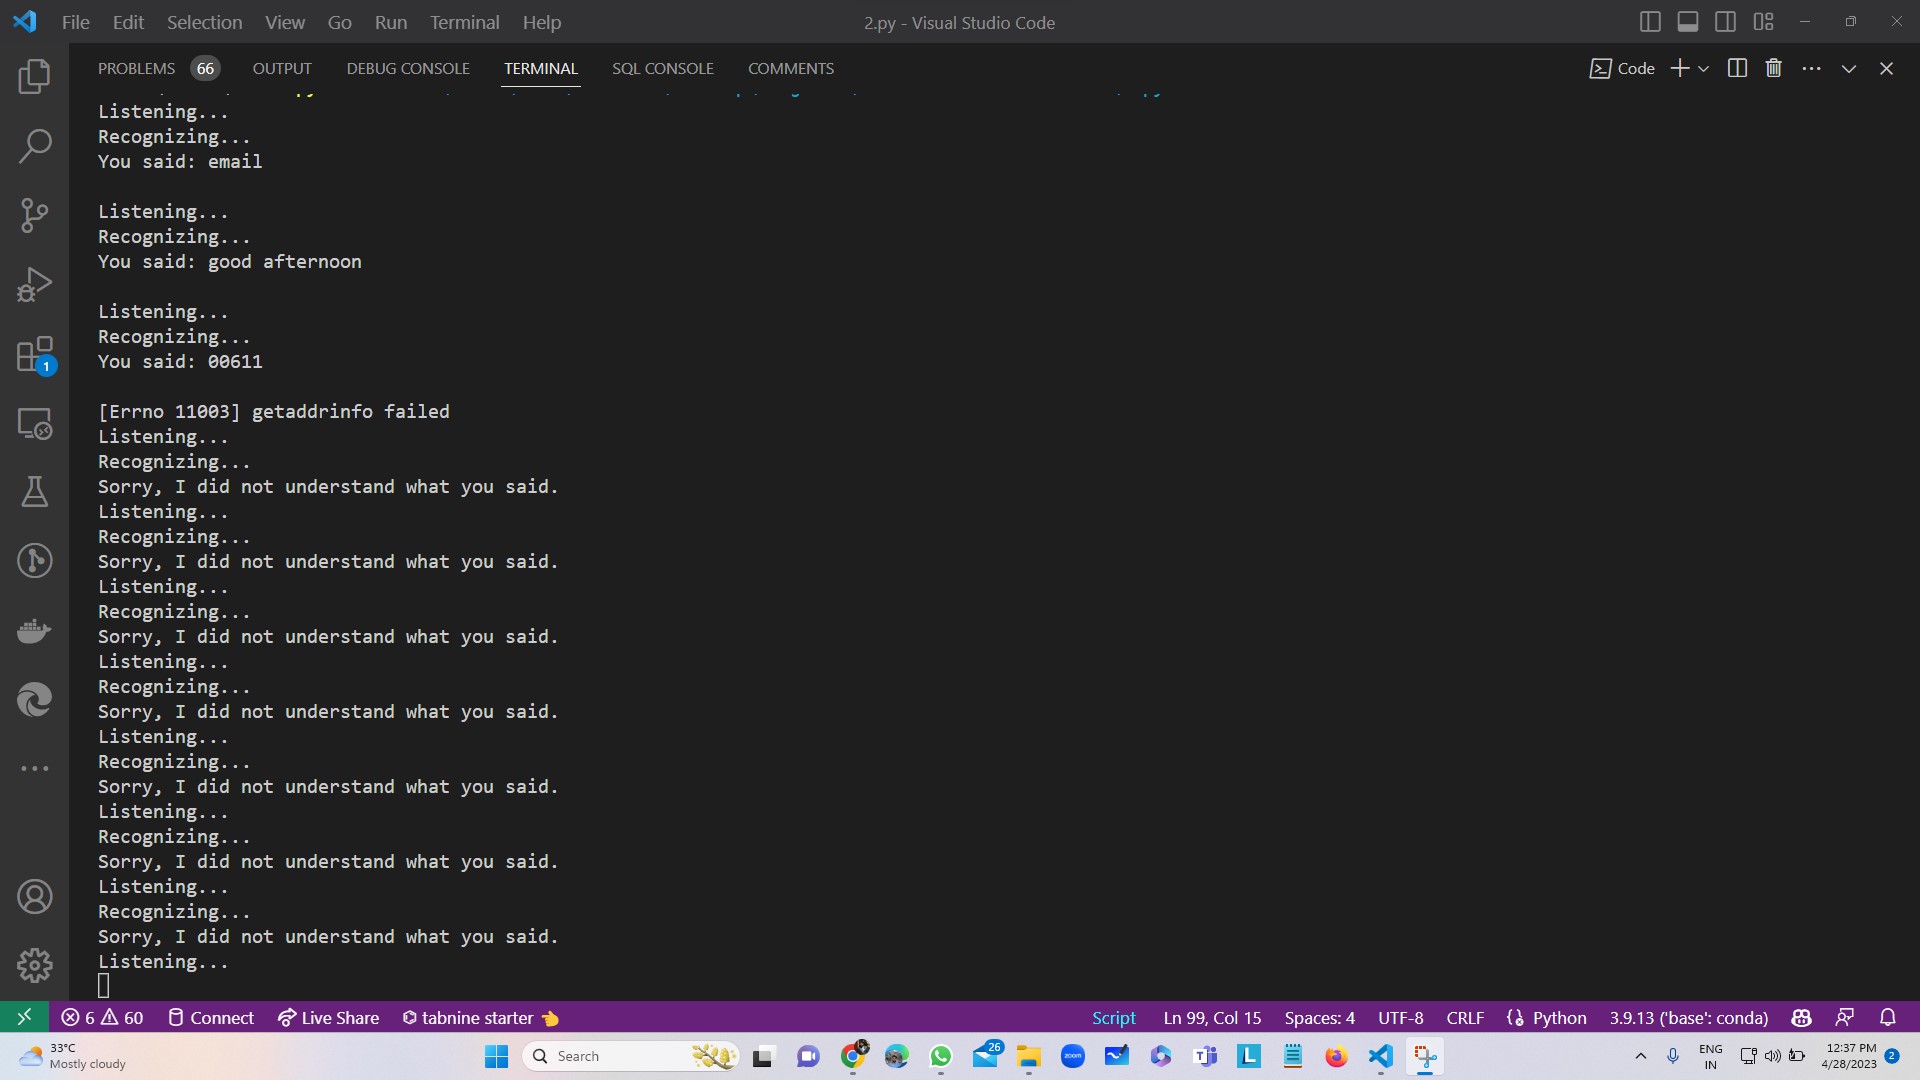 File Edit Selection View Go Run Terminal Help
2.py - Visual Studio Code
PROBLEMS 66 OUTPUT DEBUG CONSOLE TERMINAL SQL CONSOLE COMMENTS
Code
Listening...
Recognizing...
You said: email
Listening...
Recognizing...
You said: good afternoon
Listening...
Recognizing...
You said: 00611
[Errno 11003] getaddrinfo failed
Listening...
Recognizing...
Sorry, I did not understand what you said.
Listening...
Recognizing...
Sorry, I did not understand what you said.
Listening...
Recognizing...
Sorry, I did not understand what you said.
Listening...
Recognizing...
Sorry, I did not understand what you said.
Listening...
Recognizing...
Sorry, I did not understand what you said.
Listening...
Recognizing...
Sorry, I did not understand what you said.
Listening...
Recognizing...
Sorry, I did not understand what you said.
Listening...
1
6 60 Connect Live Share tabnine starter
Script Ln 99, Col 15 Spaces: 4 UTF-8 CRLF Python 3.9.13 ('base': conda)
33°C
Mostly cloudy
Search
26
zoom
L
ENG
IN
12:37 PM
4/28/2023
2